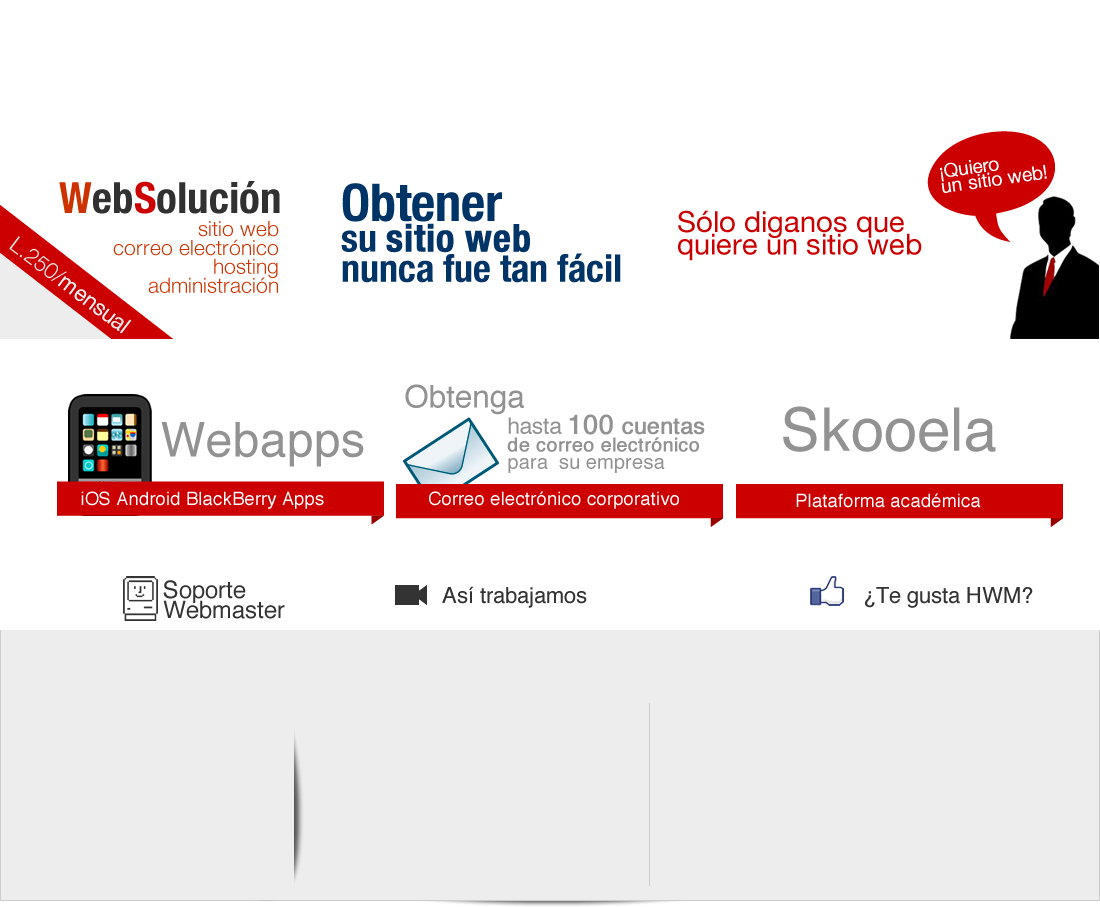 WebSolución
sitio web
correo electrónico
hosting
administración
L.250/mensual
Obtener
su sitio web
nunca fue tan fácil
Sólo diganos que
quiere un sitio web
¡Quiero
un sitio web!
Webapps
iOS Android BlackBerry Apps
Obtenga
hasta 100 cuentas
de correo electrónico
para su empresa
Correo electrónico corporativo
Skooela
Plataforma académica
Soporte
Webmaster
Así trabajamos
¿Te gusta HWM?